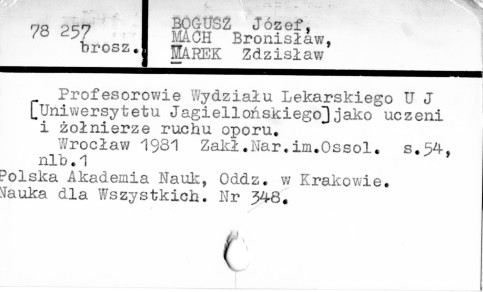 78 257
brosz.
BOGUSZ Józef,
MACH Bronisław,
MAREK Zdzisław
Profesorowie Wydziału Lekarskiego U J
[Uniwersytetu Jagiellońskiego]jako uczeni
i żołnierze ruchu oporu.
Wrocław 1981 Zakł.Nar.im.Ossol. s.54,
nlb.1
Polska Akademia Nauk, Oddz. w Krakowie.
Nauka dla Wszystkich. Nr 348.